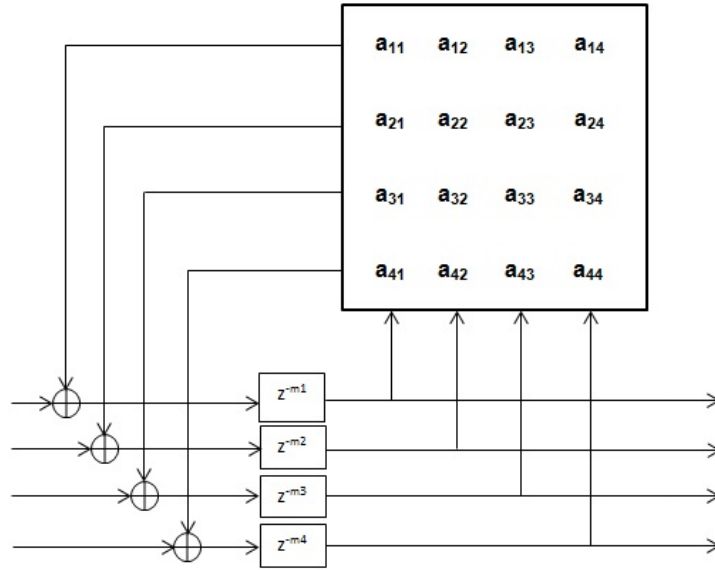 a₁₁ a₁₂ a₁₃ a₁₄
a₂₁ a₂₂ a₂₃ a₂₄
a₃₁ a₃₂ a₃₃ a₃₄
a₄₁ a₄₂ a₄₃ a₄₄
z⁻ᵐ¹
z⁻ᵐ²
z⁻ᵐ³
z⁻ᵐ⁴